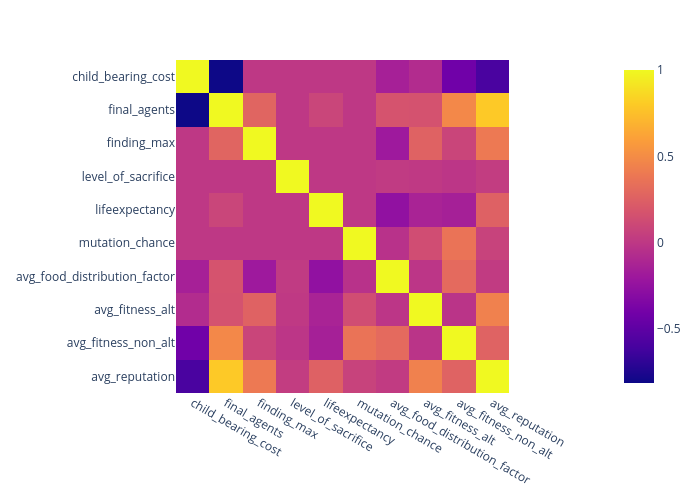 child_bearing_cost
final_agents
finding_max
level_of_sacrifice
lifeexpectancy
mutation_chance
avg_food_distribution_factor
avg_fitness_alt
avg_fitness_non_alt
avg_reputation
child_bearing_cost
final_agents
finding_max
level_of_sacrifice
lifeexpectancy
mutation_chance
avg_food_distribution_factor
avg_fitness_alt
avg_fitness_non_alt
avg_reputation
1
0.5
0
−0.5